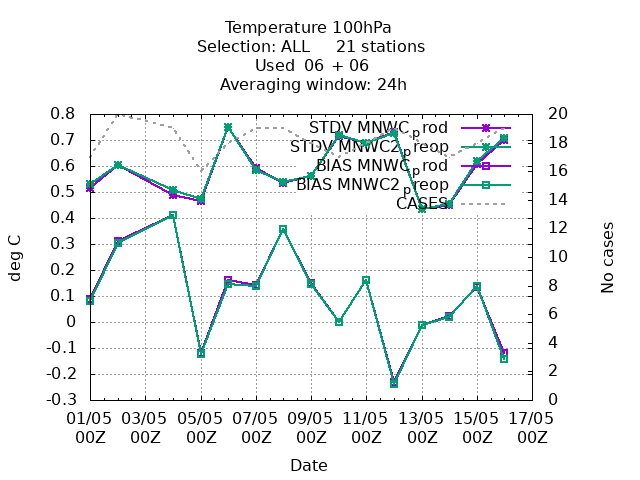 Temperature 100hPa
Selection: ALL 21 stations
Used 06 + 06
Averaging window: 24h
0.8
0.7
0.6
0.5
0.4
0.3
0.2
0.1
0
-0.1
-0.2
-0.3
deg C
20
18
16
14
12
10
8
6
4
2
0
No cases
STDV MNWC_prod
STDV MNWC2_preop
BIAS MNWC_prod
BIAS MNWC2_preop
CASES
01/05 03/05 05/05 07/05 09/05 11/05 13/05 15/05 17/05
00Z 00Z 00Z 00Z 00Z 00Z 00Z 00Z 00Z
Date